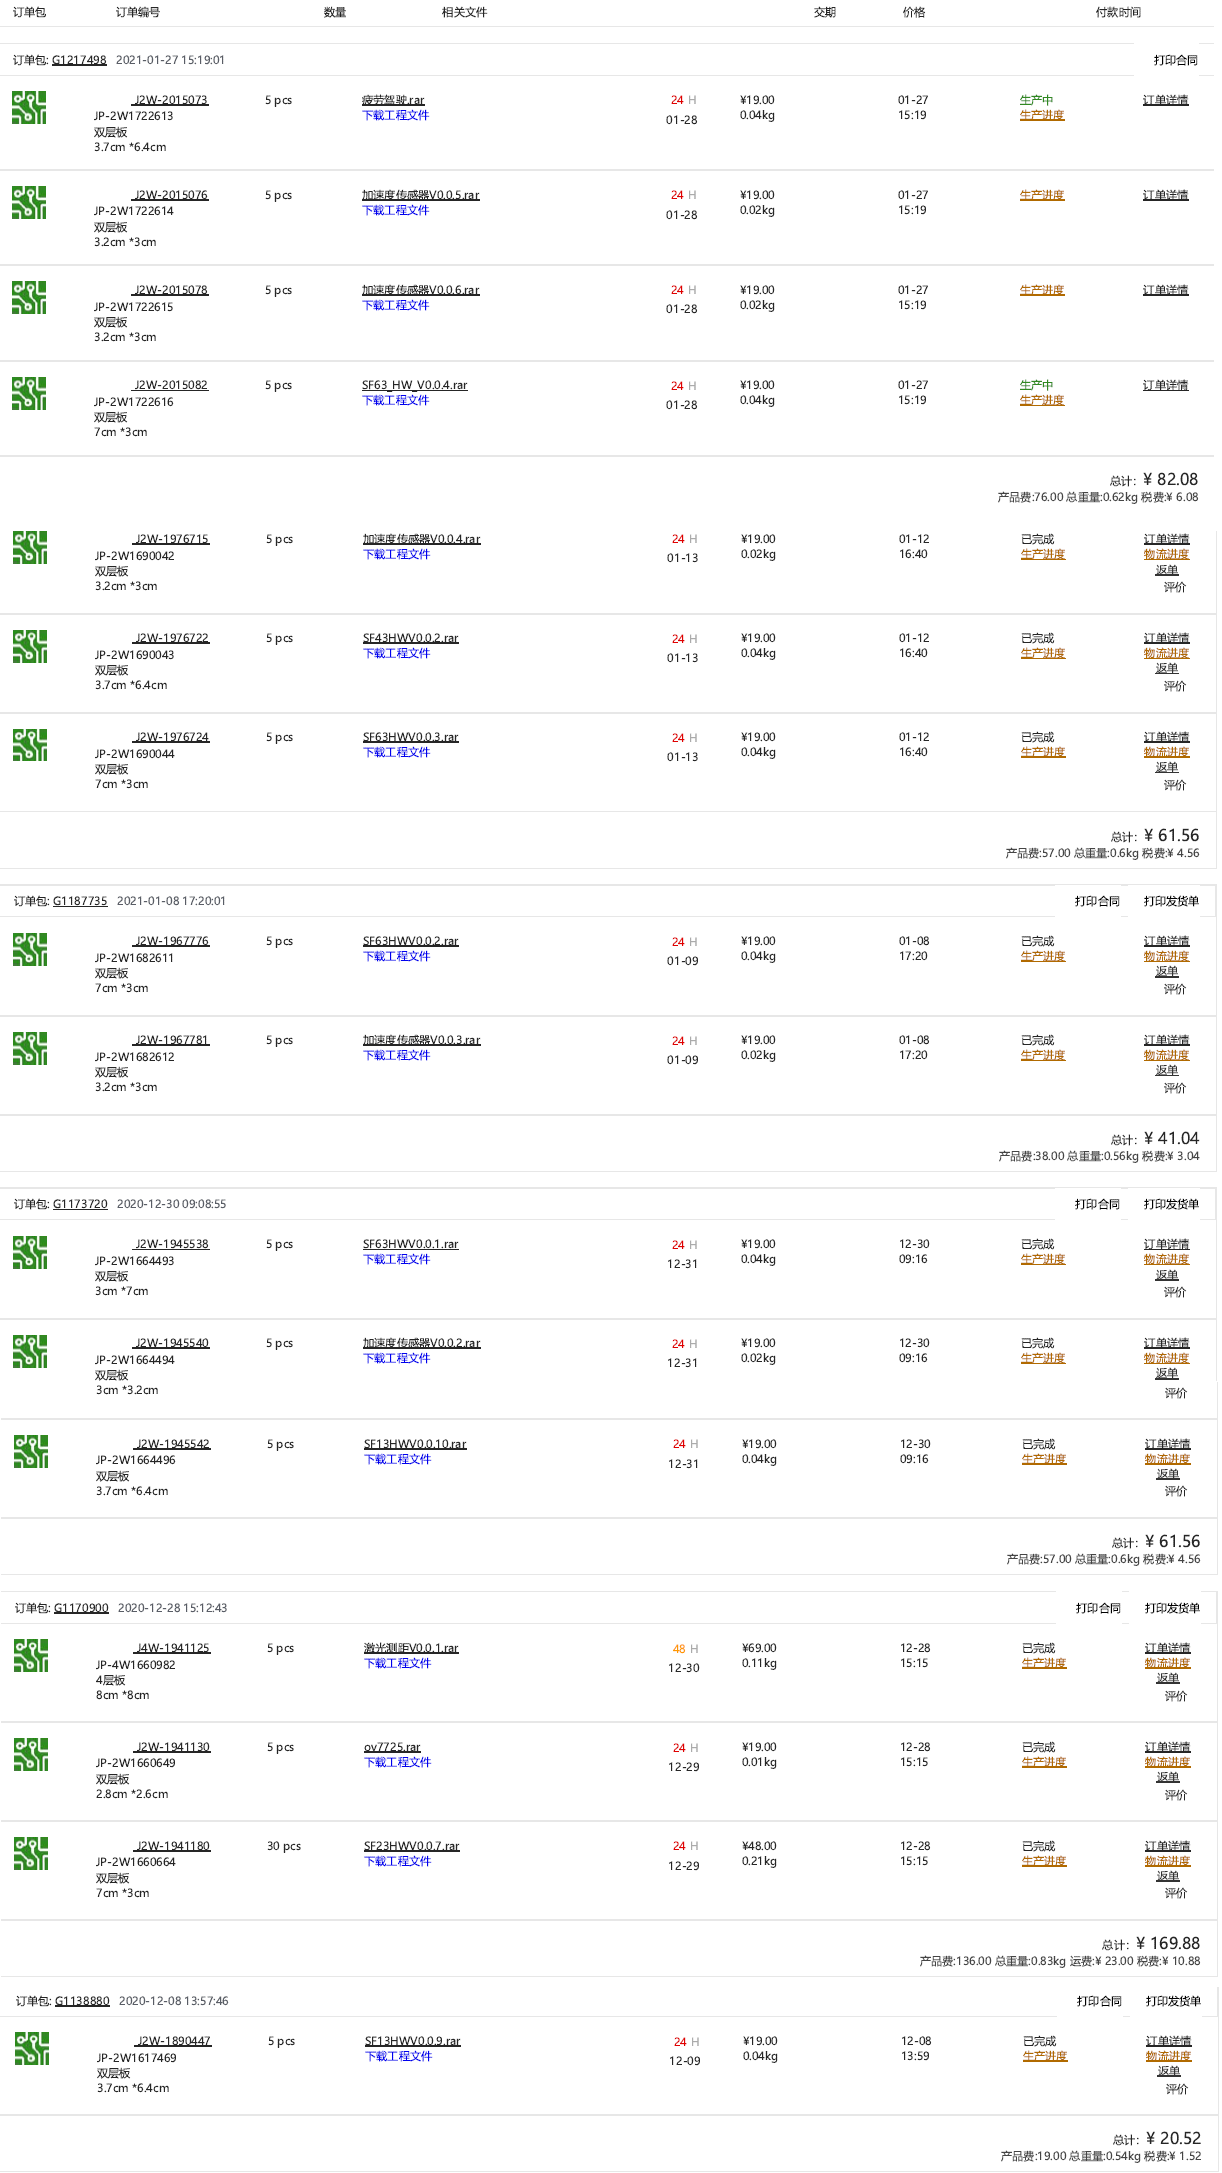 订单包 订单编号 数量 相关文件 交期 价格 付款时间
订单包: G1217498 2021-01-27 15:19:01 打印合同
J2W-2015073 5 pcs 疲劳驾驶.rar 24 H ¥19.00 01-27 生产中 订单详情
JP-2W1722613 下载工程文件 01-28 0.04kg 15:19 生产进度
双层板
3.7cm *6.4cm
J2W-2015076 5 pcs 加速度传感器V0.0.5.rar 24 H ¥19.00 01-27 生产进度 订单详情
JP-2W1722614 下载工程文件 01-28 0.02kg 15:19
双层板
3.2cm *3cm
J2W-2015078 5 pcs 加速度传感器V0.0.6.rar 24 H ¥19.00 01-27 生产进度 订单详情
JP-2W1722615 下载工程文件 01-28 0.02kg 15:19
双层板
3.2cm *3cm
J2W-2015082 5 pcs SF63_HW_V0.0.4.rar 24 H ¥19.00 01-27 生产中 订单详情
JP-2W1722616 下载工程文件 01-28 0.04kg 15:19 生产进度
双层板
7cm *3cm
总计: ¥ 82.08
产品费:76.00 总重量:0.62kg 税费:¥ 6.08
J2W-1976715 5 pcs 加速度传感器V0.0.4.rar 24 H ¥19.00 01-12 已完成 订单详情
JP-2W1690042 下载工程文件 01-13 0.02kg 16:40 生产进度 物流进度
双层板 返单
3.2cm *3cm 评价
J2W-1976722 5 pcs SF43HWV0.0.2.rar 24 H ¥19.00 01-12 已完成 订单详情
JP-2W1690043 下载工程文件 01-13 0.04kg 16:40 生产进度 物流进度
双层板 返单
3.7cm *6.4cm 评价
J2W-1976724 5 pcs SF63HWV0.0.3.rar 24 H ¥19.00 01-12 已完成 订单详情
JP-2W1690044 下载工程文件 01-13 0.04kg 16:40 生产进度 物流进度
双层板 返单
7cm *3cm 评价
总计: ¥ 61.56
产品费:57.00 总重量:0.6kg 税费:¥ 4.56
订单包: G1187735 2021-01-08 17:20:01 打印合同 打印发货单
J2W-1967776 5 pcs SF63HWV0.0.2.rar 24 H ¥19.00 01-08 已完成 订单详情
JP-2W1682611 下载工程文件 01-09 0.04kg 17:20 生产进度 物流进度
双层板 返单
7cm *3cm 评价
J2W-1967781 5 pcs 加速度传感器V0.0.3.rar 24 H ¥19.00 01-08 已完成 订单详情
JP-2W1682612 下载工程文件 01-09 0.02kg 17:20 生产进度 物流进度
双层板 返单
3.2cm *3cm 评价
总计: ¥ 41.04
产品费:38.00 总重量:0.56kg 税费:¥ 3.04
订单包: G1173720 2020-12-30 09:08:55 打印合同 打印发货单
J2W-1945538 5 pcs SF63HWV0.0.1.rar 24 H ¥19.00 12-30 已完成 订单详情
JP-2W1664493 下载工程文件 12-31 0.04kg 09:16 生产进度 物流进度
双层板 返单
3cm *7cm 评价
J2W-1945540 5 pcs 加速度传感器V0.0.2.rar 24 H ¥19.00 12-30 已完成 订单详情
JP-2W1664494 下载工程文件 12-31 0.02kg 09:16 生产进度 物流进度
双层板 返单
3cm *3.2cm 评价
J2W-1945542 5 pcs SF13HWV0.0.10.rar 24 H ¥19.00 12-30 已完成 订单详情
JP-2W1664496 下载工程文件 12-31 0.04kg 09:16 生产进度 物流进度
双层板 返单
3.7cm *6.4cm 评价
总计: ¥ 61.56
产品费:57.00 总重量:0.6kg 税费:¥ 4.56
订单包: G1170900 2020-12-28 15:12:43 打印合同 打印发货单
J4W-1941125 5 pcs 激光测距V0.0.1.rar 48 H ¥69.00 12-28 已完成 订单详情
JP-4W1660982 下载工程文件 12-30 0.11kg 15:15 生产进度 物流进度
4层板 返单
8cm *8cm 评价
J2W-1941130 5 pcs ov7725.rar 24 H ¥19.00 12-28 已完成 订单详情
JP-2W1660649 下载工程文件 12-29 0.01kg 15:15 生产进度 物流进度
双层板 返单
2.8cm *2.6cm 评价
J2W-1941180 30 pcs SF23HWV0.0.7.rar 24 H ¥48.00 12-28 已完成 订单详情
JP-2W1660664 下载工程文件 12-29 0.21kg 15:15 生产进度 物流进度
双层板 返单
7cm *3cm 评价
总计: ¥ 169.88
产品费:136.00 总重量:0.83kg 运费:¥ 23.00 税费:¥ 10.88
订单包: G1138880 2020-12-08 13:57:46 打印合同 打印发货单
J2W-1890447 5 pcs SF13HWV0.0.9.rar 24 H ¥19.00 12-08 已完成 订单详情
JP-2W1617469 下载工程文件 12-09 0.04kg 13:59 生产进度 物流进度
双层板 返单
3.7cm *6.4cm 评价
总计: ¥ 20.52
产品费:19.00 总重量:0.54kg 税费:¥ 1.52